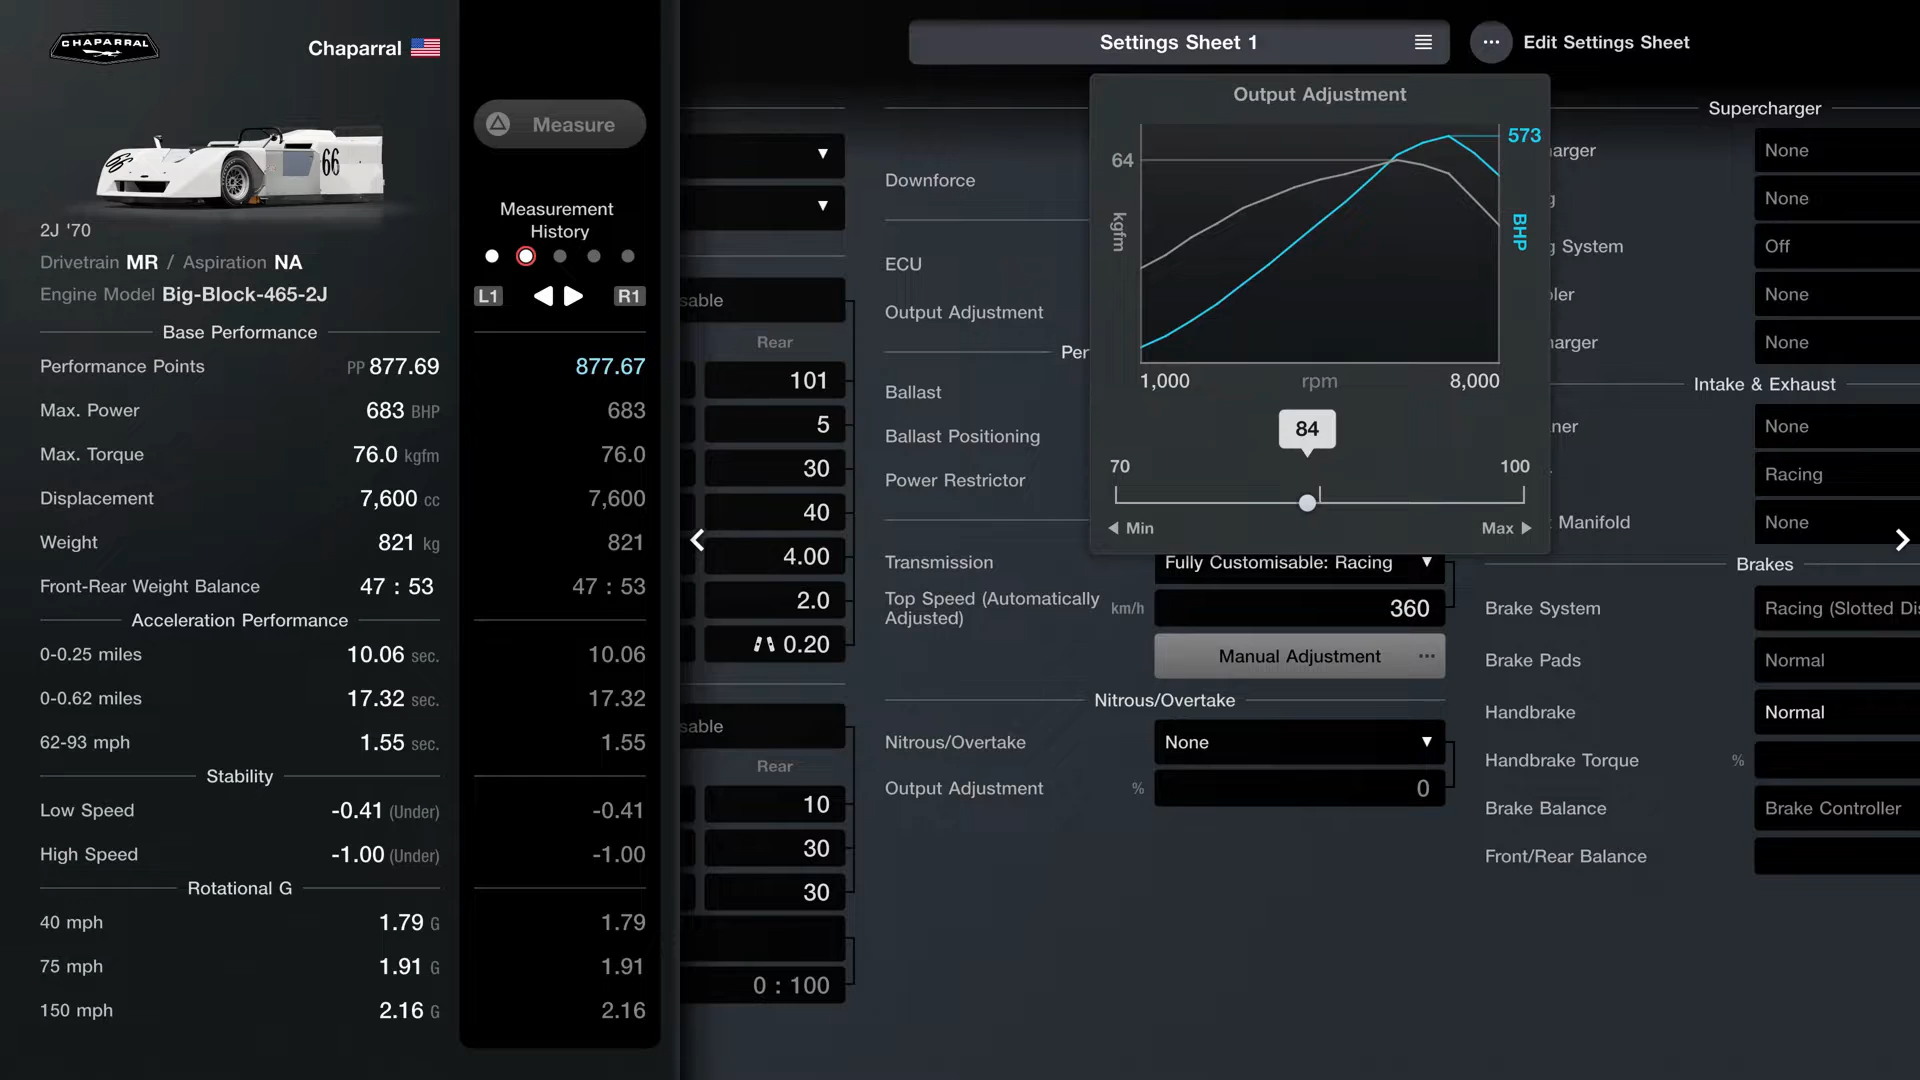 CHAPARRAL
Chaparral
66
66
2J '70
Drivetrain MR / Aspiration NA
Engine Model Big-Block-465-2J
Base Performance
Performance Points PP 877.69
Max. Power 683 BHP
Max. Torque 76.0 kgfm
Displacement 7,600 cc
Weight 821 kg
Front-Rear Weight Balance 47 : 53
Acceleration Performance
0-0.25 miles 10.06 sec.
0-0.62 miles 17.32 sec.
62-93 mph 1.55 sec.
Stability
Low Speed -0.41 (Under)
High Speed -1.00 (Under)
Rotational G
40 mph 1.79 G
75 mph 1.91 G
150 mph 2.16 G
Measure
Measurement
History
L1 R1
877.67
683
76.0
7,600
821
47 : 53
10.06
17.32
1.55
-0.41
-1.00
1.79
1.91
2.16
sable
Rear
101
5
30
40
4.00
2.0
0.20
sable
Rear
10
30
30
0 : 100
Settings Sheet 1
Edit Settings Sheet
Downforce
ECU
Output Adjustment
Per
Ballast
Ballast Positioning
Power Restrictor
Output Adjustment
64
573
kgfm
BHP
1,000 rpm 8,000
84
70 100
Min Max
Transmission Fully Customisable: Racing
Top Speed (Automatically
Adjusted) km/h 360
Manual Adjustment
Nitrous/Overtake
Nitrous/Overtake None
Output Adjustment % 0
Supercharger
arger None
g None
g System Off
oler None
harger None
Intake & Exhaust
ner None
Racing
Manifold None
Brakes
Brake System Racing (Slotted Dis
Brake Pads Normal
Handbrake Normal
Handbrake Torque %
Brake Balance Brake Controller
Front/Rear Balance